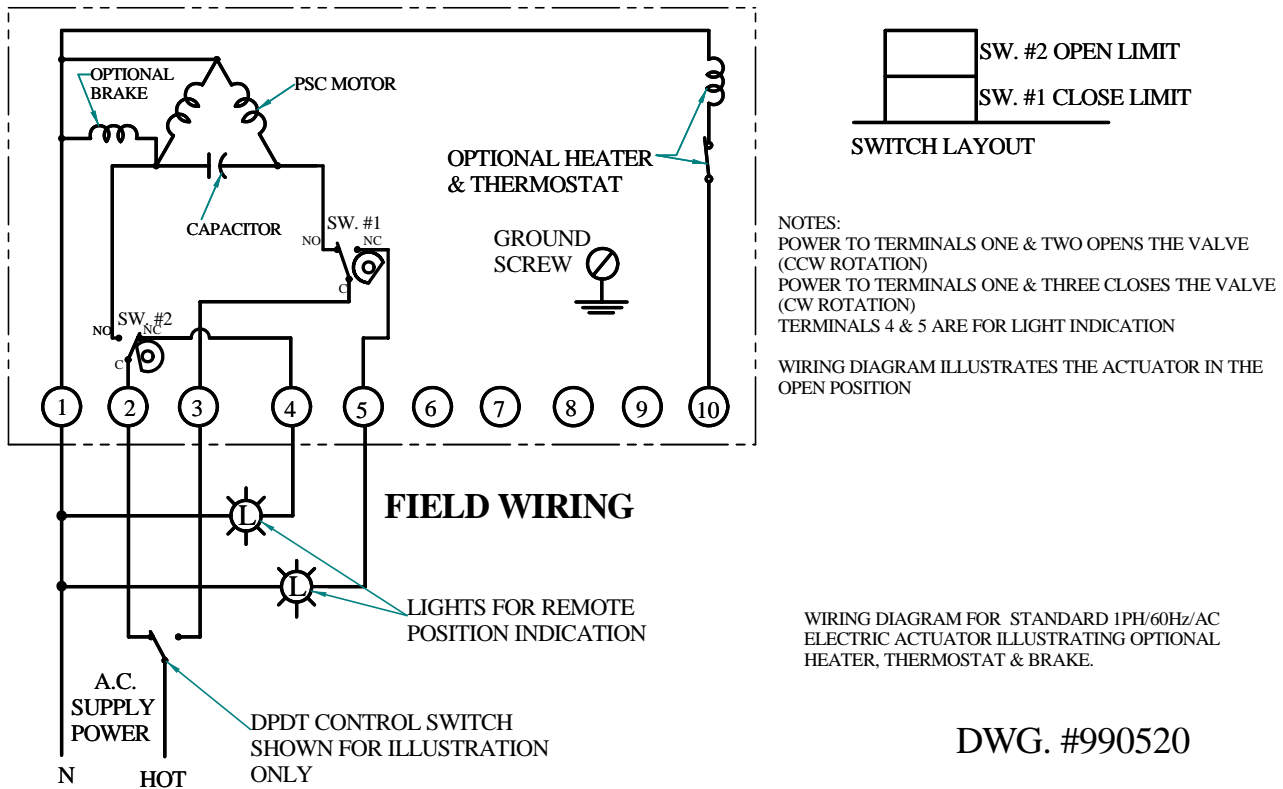 OPTIONAL
BRAKE
PSC MOTOR
CAPACITOR
OPTIONAL HEATER
& THERMOSTAT
SW. #1
NO
NC
C
GROUND
SCREW
SW. #2
NO
NC
C
1
2
3
4
5
6
7
8
9
10
L
L
FIELD WIRING
LIGHTS FOR REMOTE
POSITION INDICATION
A.C.
SUPPLY
POWER
DPDT CONTROL SWITCH
SHOWN FOR ILLUSTRATION
ONLY
N
HOT
SW. #2 OPEN LIMIT
SW. #1 CLOSE LIMIT
SWITCH LAYOUT
NOTES:
POWER TO TERMINALS ONE & TWO OPENS THE VALVE
(CCW ROTATION)
POWER TO TERMINALS ONE & THREE CLOSES THE VALVE
(CW ROTATION)
TERMINALS 4 & 5 ARE FOR LIGHT INDICATION
WIRING DIAGRAM ILLUSTRATES THE ACTUATOR IN THE
OPEN POSITION
WIRING DIAGRAM FOR STANDARD 1PH/60Hz/AC
ELECTRIC ACTUATOR ILLUSTRATING OPTIONAL
HEATER, THERMOSTAT & BRAKE.
DWG. #990520